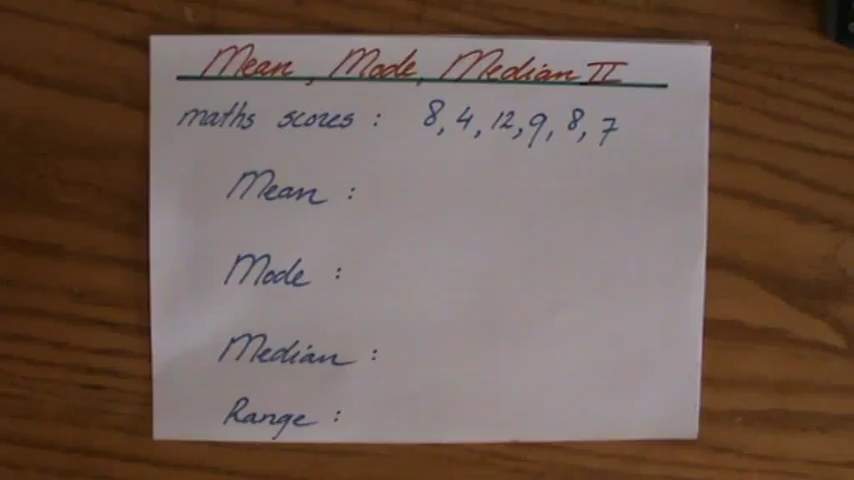 Mean, Mode, Median II
maths scores : 8, 4, 12, 9, 8, 7
Mean :
Mode :
Median :
Range :